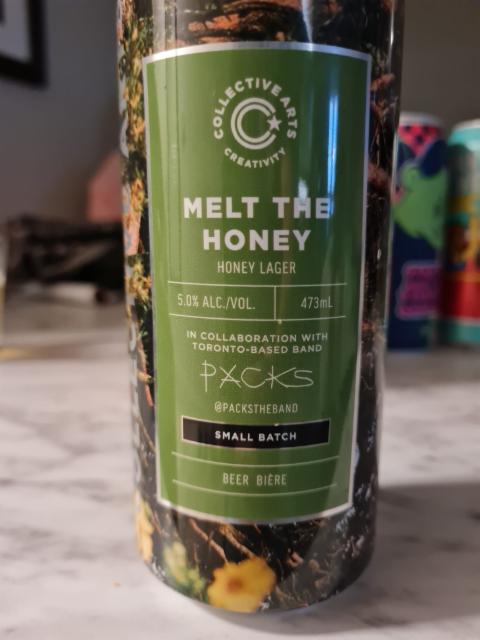 COLLECTIVE ARTS
CREATIVITY
MELT THE
HONEY
HONEY LAGER
5.0% ALC./VOL. 473mL
IN COLLABORATION WITH
TORONTO-BASED BAND
PACKS
@PACKSTHEBAND
SMALL BATCH
BEER BIÈRE